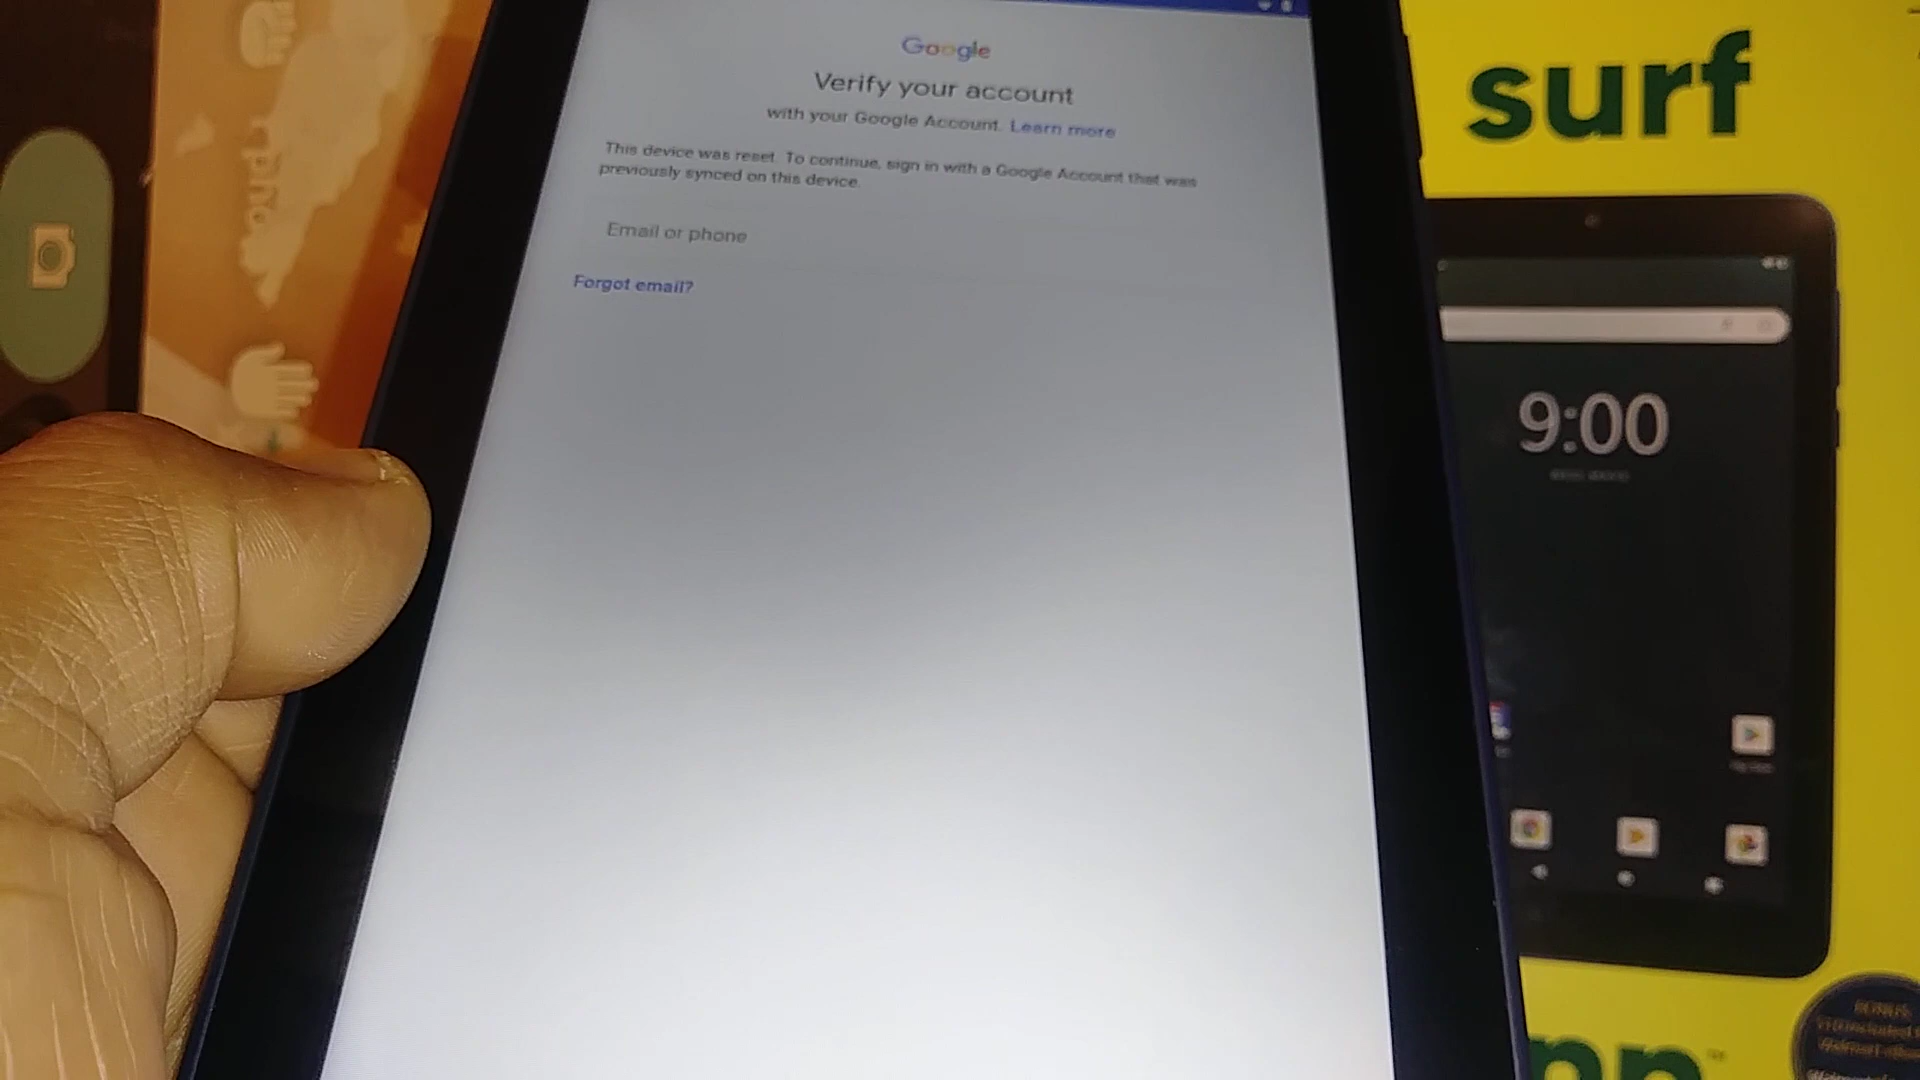 Google
Verify your account
with your Google Account. Learn more
This device was reset. To continue, sign in with a Google Account that was
previously synced on this device.
Email or phone
Forgot email?
surf
9:00